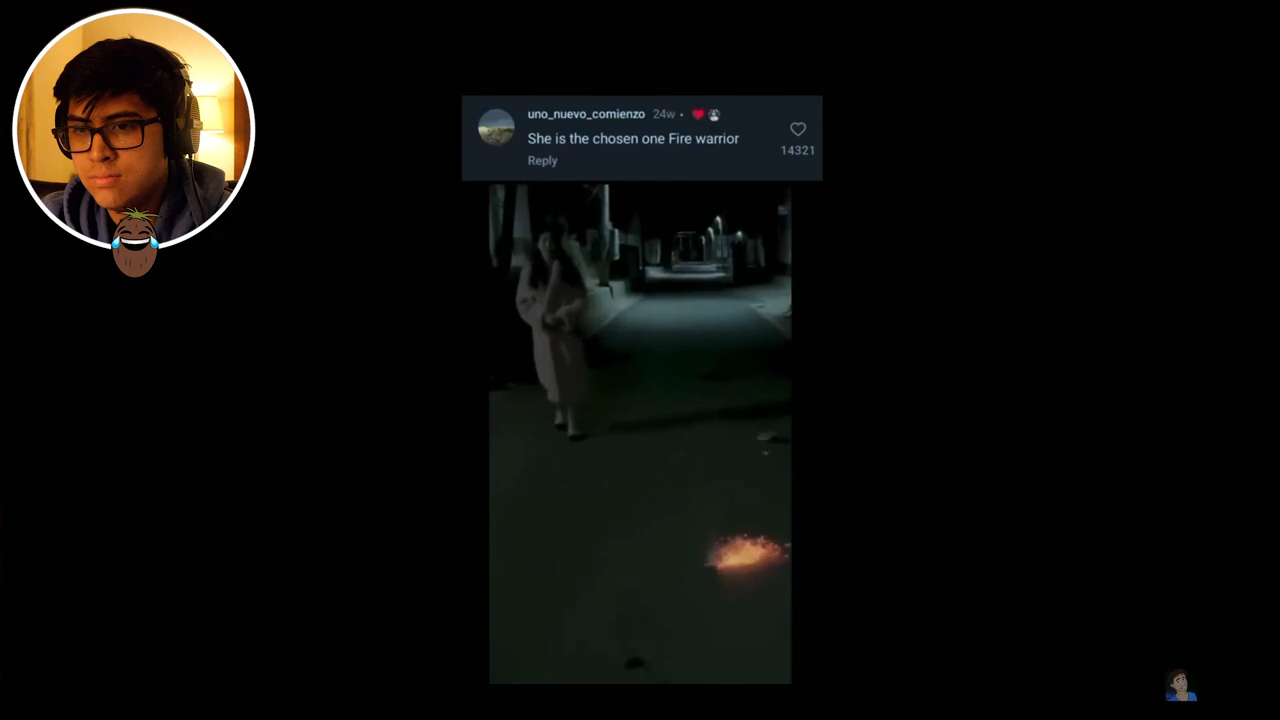 uno_nuevo_comienzo 24w •
She is the chosen one Fire warrior
14321
Reply